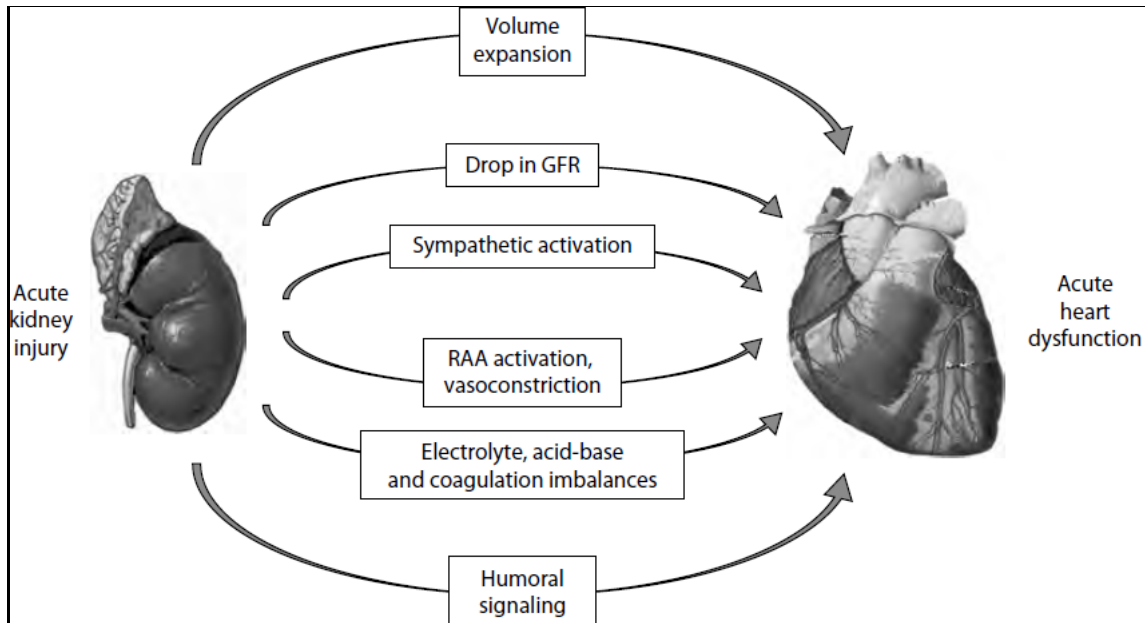 Volume
expansion
Drop in GFR
Sympathetic activation
Acute
kidney
injury
Acute
heart
dysfunction
RAA activation,
vasoconstriction
Electrolyte, acid-base
and coagulation imbalances
Humoral
signaling